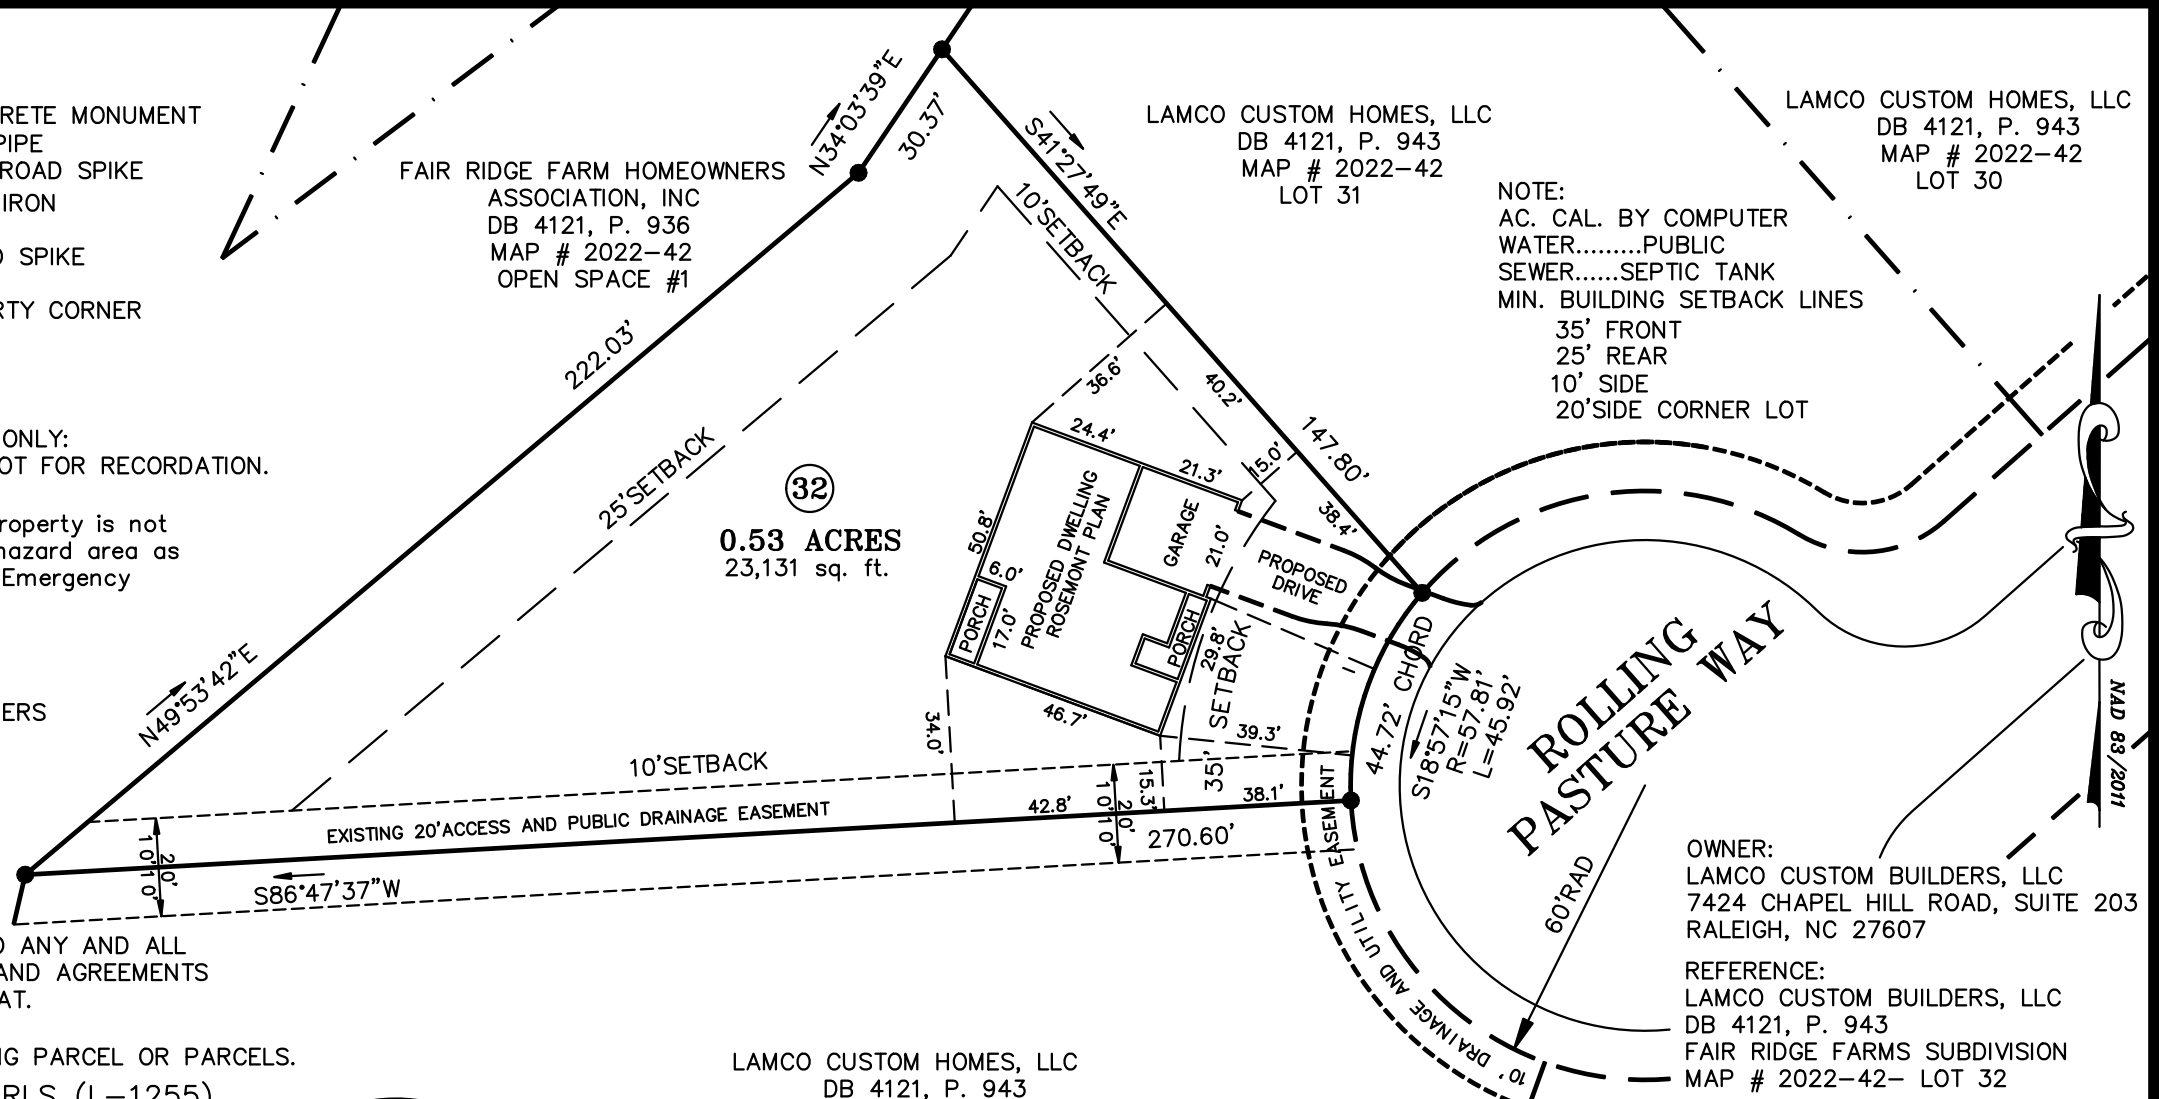 RETE MONUMENT
PIPE
ROAD SPIKE
IRON
SPIKE
RTY CORNER
ONLY:
OT FOR RECORDATION.
roperty is not
hazard area as
Emergency
ERS
ANY AND ALL
AND AGREEMENTS
AT.
NG PARCEL OR PARCELS.
RLS (L-1255)
FAIR RIDGE FARM HOMEOWNERS
ASSOCIATION, INC
DB 4121, P. 936
MAP # 2022-42
OPEN SPACE #1
N34°03'39"E
30.37'
S41°27'49"E
10'SETBACK
LAMCO CUSTOM HOMES, LLC
DB 4121, P. 943
MAP # 2022-42
LOT 31
LAMCO CUSTOM HOMES, LLC
DB 4121, P. 943
MAP # 2022-42
LOT 30
NOTE:
AC. CAL. BY COMPUTER
WATER.........PUBLIC
SEWER......SEPTIC TANK
MIN. BUILDING SETBACK LINES
35' FRONT
25' REAR
10' SIDE
20'SIDE CORNER LOT
222.03'
25'SETBACK
N49°53'42"E
32
0.53 ACRES
23,131 sq. ft.
36.6'
40.2'
147.80'
38.4'
15.0'
24.4'
21.3'
50.8'
6.0'
PORCH
17.0'
PROPOSED DWELLING
ROSEMONT PLAN
GARAGE
21.0'
PROPOSED
DRIVE
PORCH
29.8'
35' SETBACK
46.7'
34.0'
39.3'
15.3'
10'SETBACK
EXISTING 20'ACCESS AND PUBLIC DRAINAGE EASEMENT
42.8'
38.1'
270.60'
20'
10'10'
20'
10'10'
S86°47'37"W
44.72' CHORD
S18°57'15"W
R=57.81'
L=45.92'
ROLLING
PASTURE WAY
60'RAD
10' DRAINAGE AND UTILITY EASEMENT
NAD 83/2011
OWNER:
LAMCO CUSTOM BUILDERS, LLC
7424 CHAPEL HILL ROAD, SUITE 203
RALEIGH, NC 27607
REFERENCE:
LAMCO CUSTOM BUILDERS, LLC
DB 4121, P. 943
FAIR RIDGE FARMS SUBDIVISION
MAP # 2022-42- LOT 32
LAMCO CUSTOM HOMES, LLC
DB 4121, P. 943